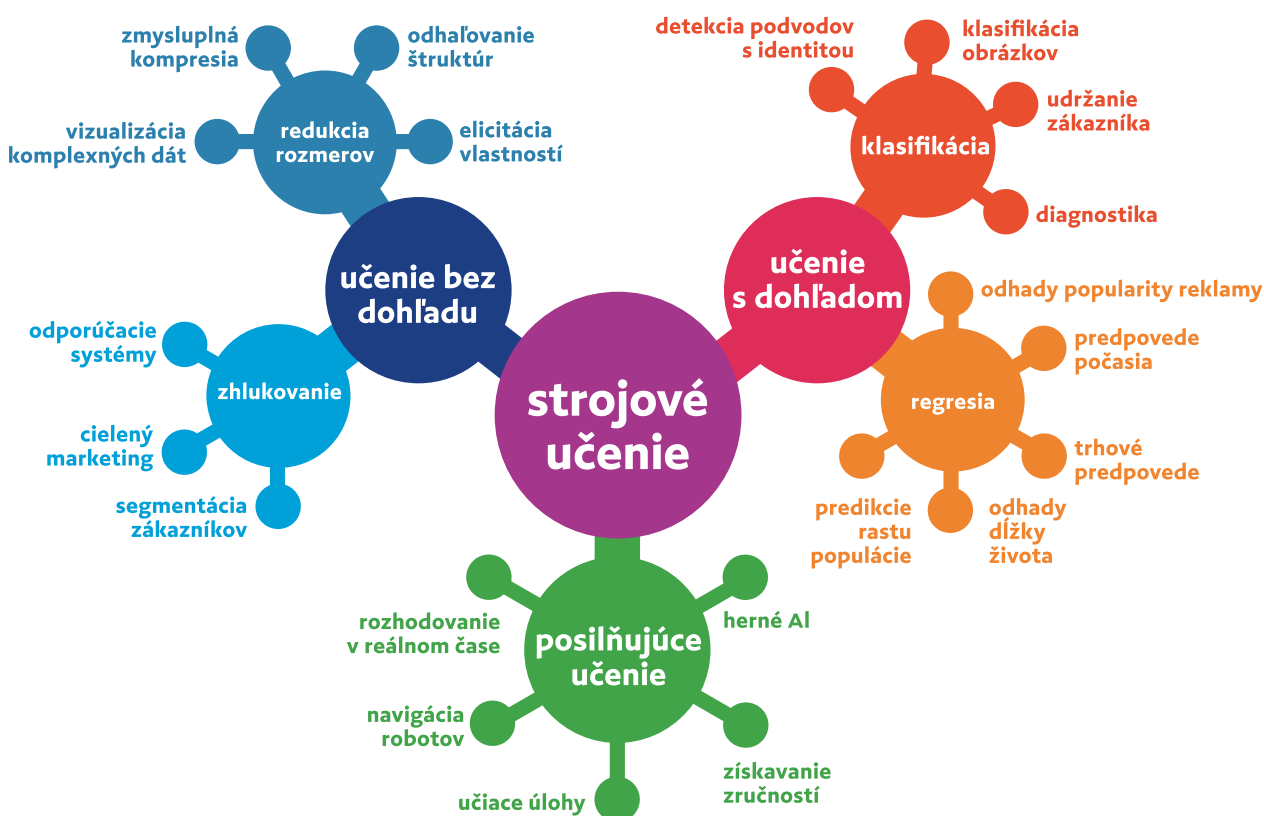 zmysluplná
kompresia
odhaľovanie
štruktúr
vizualizácia
komplexných dát
redukcia
rozmerov
elicitácia
vlastností
detekcia podvodov
s identitou
klasifikácia
obrázkov
udržanie
zákazníka
klasifikácia
diagnostika
učenie bez
dohľadu
učenie
s dohľadom
odporúčacie
systémy
zhlukovanie
cielený
marketing
segmentácia
zákazníkov
strojové
učenie
odhady popularity reklamy
predpovede
počasia
regresia
trhové
predpovede
predikcie
rastu
populácie
odhady
dĺžky
života
rozhodovanie
v reálnom čase
posilňujúce
učenie
herné AI
navigácia
robotov
učiace úlohy
získavanie
zručností